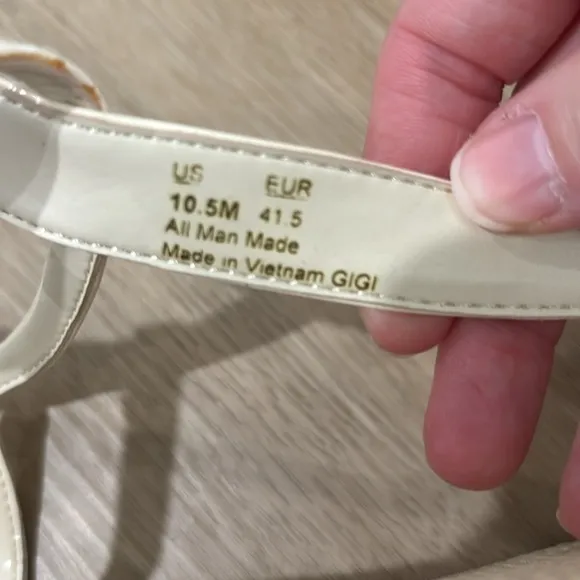 US EUR
10.5M 41.5
All Man Made
Made in Vietnam GIGI